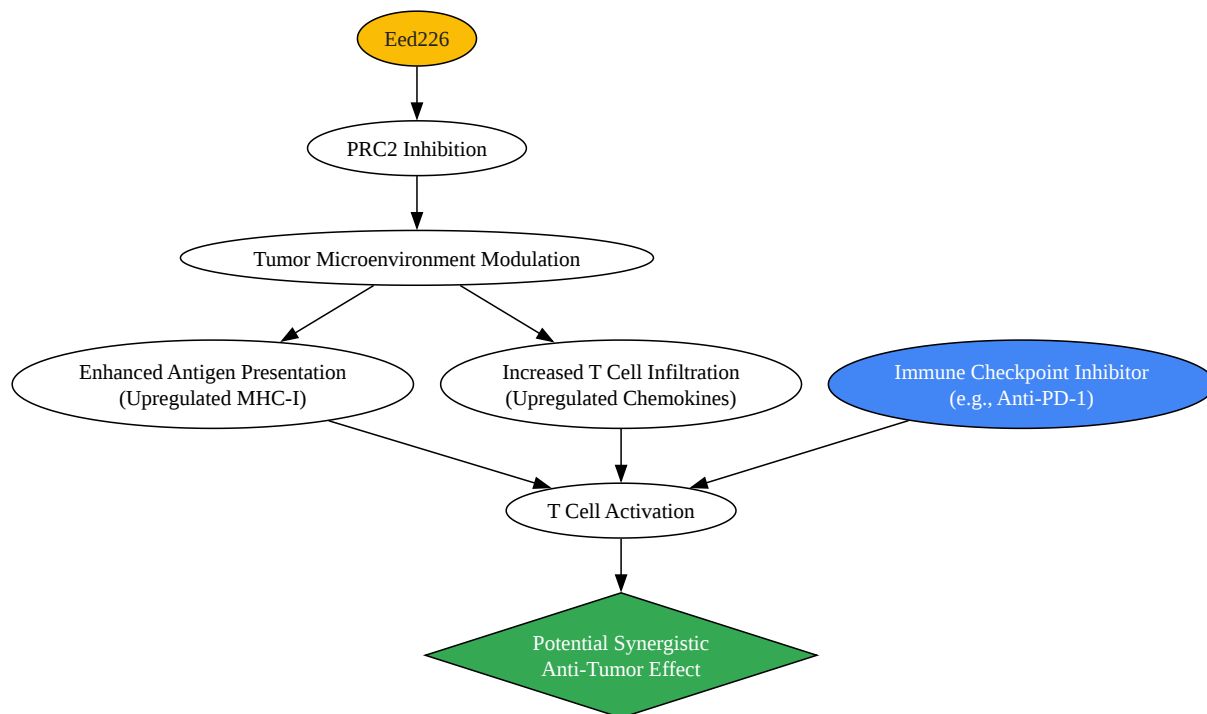 Eed226
PRC2 Inhibition
Tumor Microenvironment Modulation
Enhanced Antigen Presentation
(Upregulated MHC-I)
Increased T Cell Infiltration
(Upregulated Chemokines)
Immune Checkpoint Inhibitor
(e.g., Anti-PD-1)
T Cell Activation
Potential Synergistic
Anti-Tumor Effect